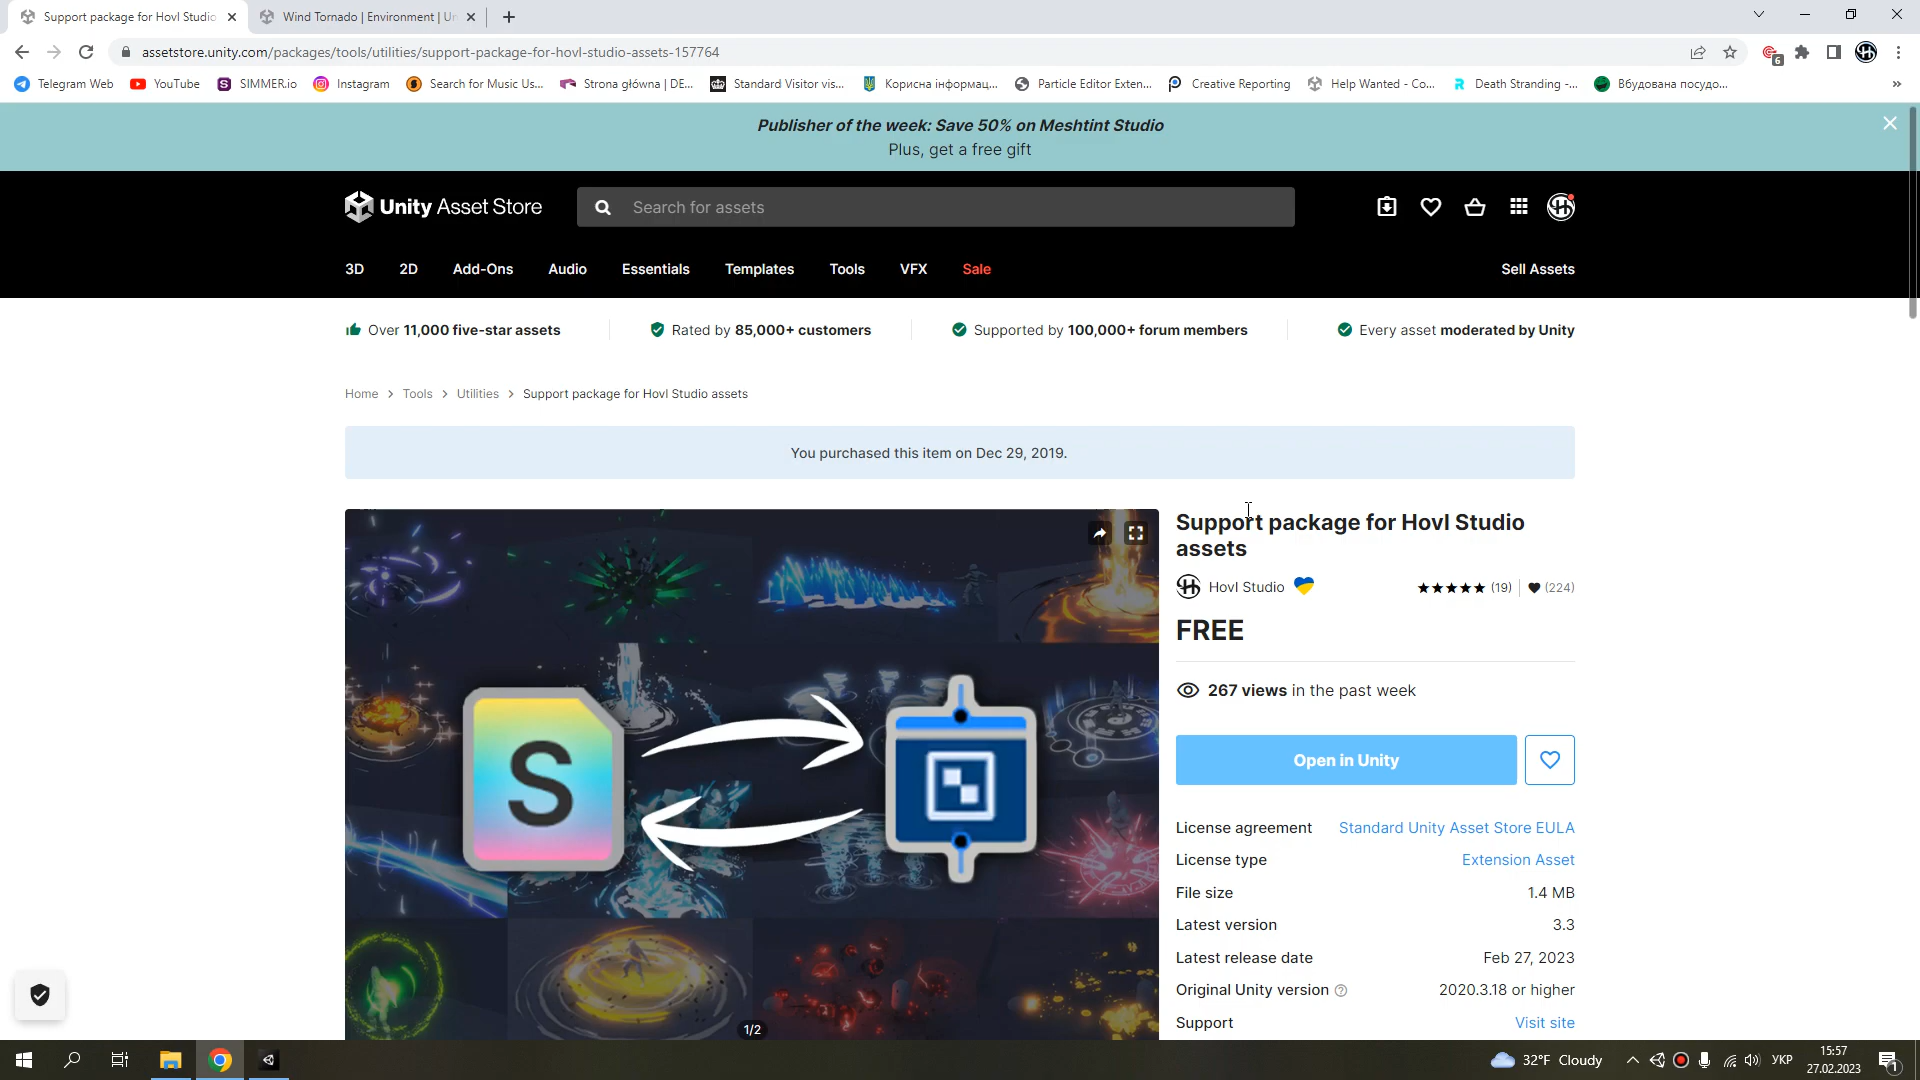 Support package for Hovl Studio
Wind Tornado | Environment | Un
assetstore.unity.com/packages/tools/utilities/support-package-for-hovl-studio-assets-157764
6
Telegram Web
YouTube
SIMMER.io
Instagram
Search for Music Us...
Strona główna | DE...
Standard Visitor vis...
Корисна інформац...
Particle Editor Exten...
Creative Reporting
Help Wanted - Co...
Death Stranding -...
Вбудована посудо...
»
Publisher of the week: Save 50% on Meshtint Studio
Plus, get a free gift
Unity Asset Store
Search for assets
3D
2D
Add-Ons
Audio
Essentials
Templates
Tools
VFX
Sale
Sell Assets
Over 11,000 five-star assets
Rated by 85,000+ customers
Supported by 100,000+ forum members
Every asset moderated by Unity
Home > Tools > Utilities > Support package for Hovl Studio assets
You purchased this item on Dec 29, 2019.
Support package for Hovl Studio
assets
Hovl Studio
★★★★★ (19)
(224)
FREE
267 views in the past week
S
Open in Unity
License agreement
Standard Unity Asset Store EULA
License type
Extension Asset
File size
1.4 MB
Latest version
3.3
Latest release date
Feb 27, 2023
Original Unity version
2020.3.18 or higher
1/2
Support
Visit site
32°F Cloudy
УКР
15:57
27.02.2023
1